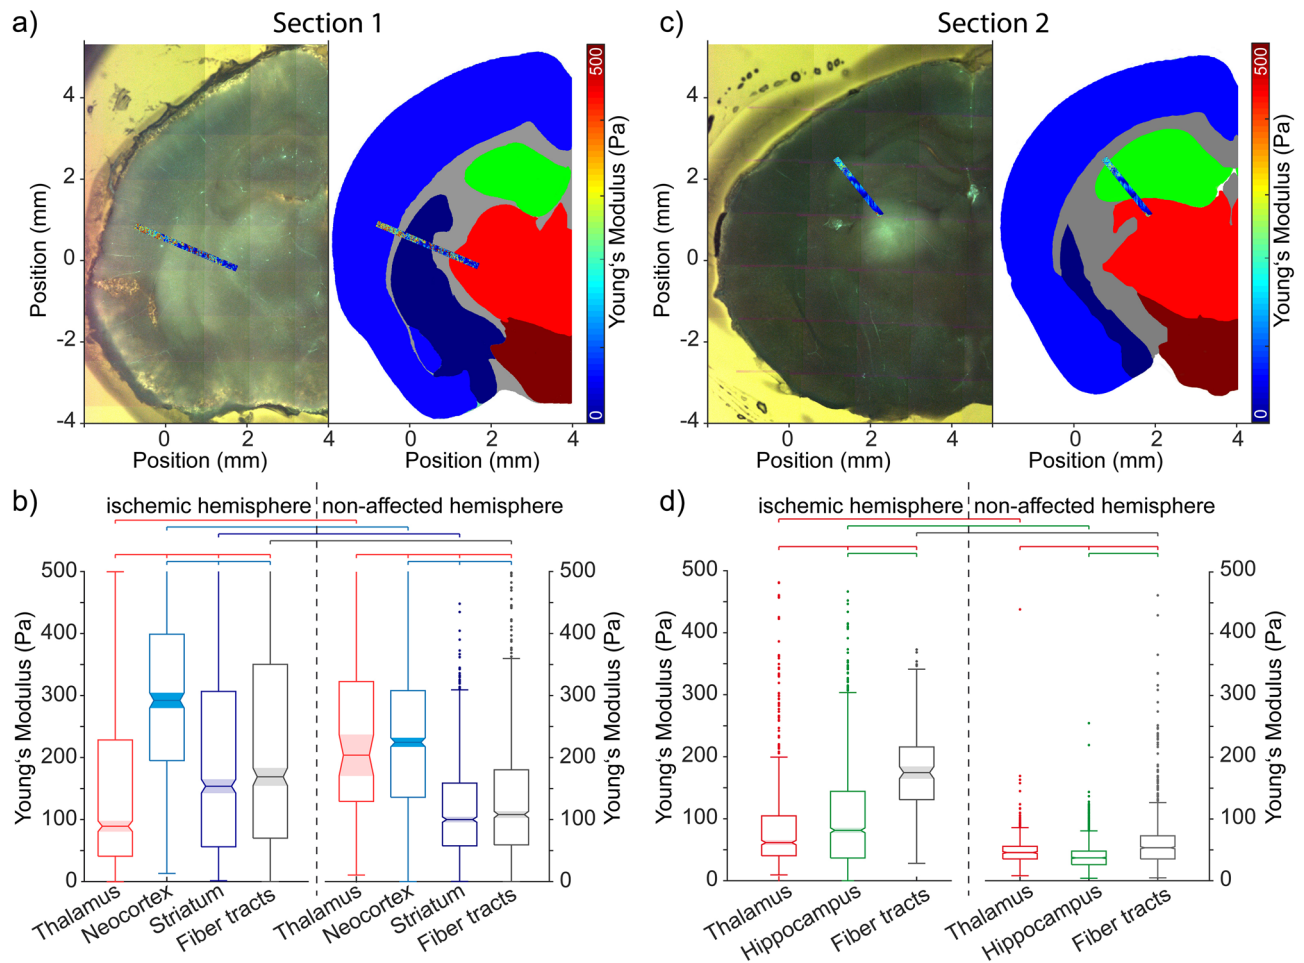 a)
Section 1
c)
Section 2
4
2
0
-2
-4
Position (mm)
0
2
4
Position (mm)
0
2
4
Position (mm)
500
0
Young‘s Modulus (Pa)
4
2
0
-2
-4
Position (mm)
0
2
Position (mm)
0
2
4
Position (mm)
500
0
Young‘s Modulus (Pa)
b)
ischemic hemisphere
non-affected hemisphere
500
400
300
200
100
0
Young‘s Modulus (Pa)
500
400
300
200
100
0
Young‘s Modulus (Pa)
Thalamus
Neocortex
Striatum
Fiber tracts
Thalamus
Neocortex
Striatum
Fiber tracts
d)
ischemic hemisphere
non-affected hemisphere
500
400
300
200
100
0
Young‘s Modulus (Pa)
500
400
300
200
100
0
Young‘s Modulus (Pa)
Thalamus
Hippocampus
Fiber tracts
Thalamus
Hippocampus
Fiber tracts